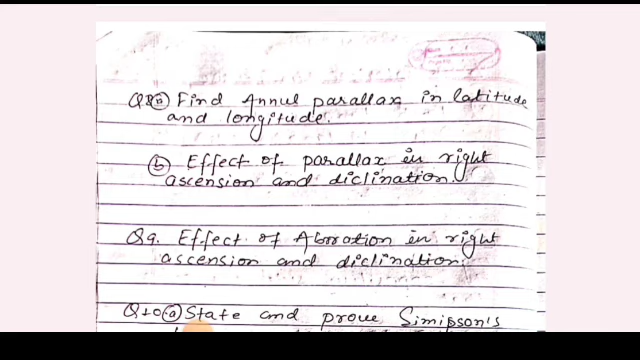 Q8(a) Find Annul parallax in latitude
and longitude.
(b) Effect of parallax in right
ascension and diclination.
Q9. Effect of Aboration in right
ascension and diclination.
Q10(a) State and prove Simipson's